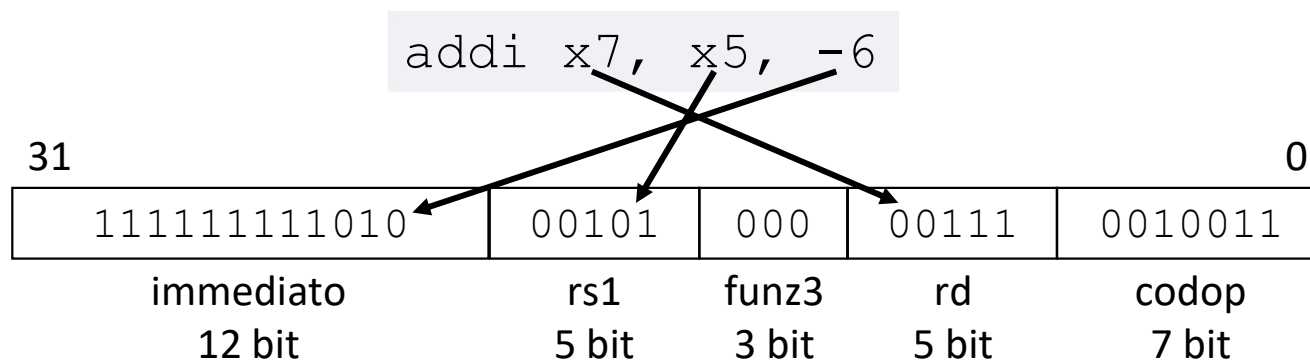 addi x7, x5, -6
31 0
111111111010 00101 000 00111 0010011
immediato rs1 funz3 rd codop
12 bit 5 bit 3 bit 5 bit 7 bit